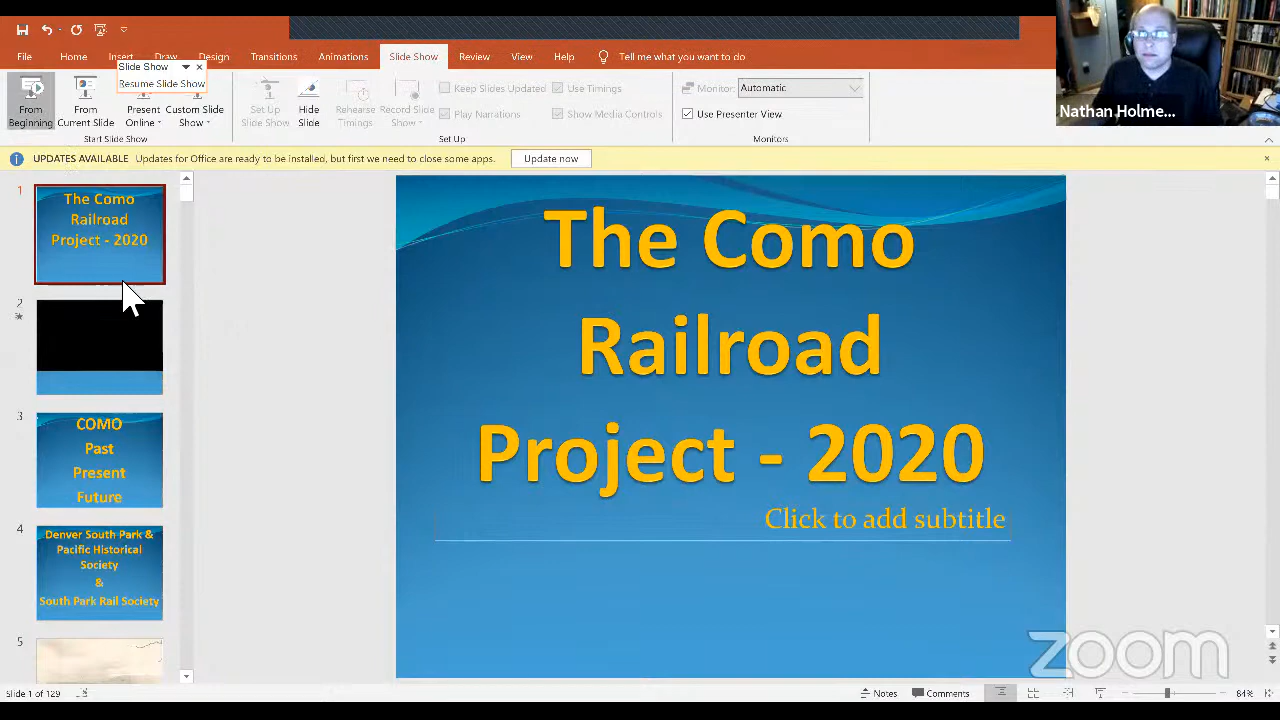 File Home Insert Draw Design Transitions Animations Slide Show Review View Help Tell me what you want to do
Slide Show
Resume Slide Show
From Beginning
From Current Slide
Present Online
Custom Slide Show
Start Slide Show
Set Up Slide Show
Hide Slide
Rehearse Timings
Record Slide Show
Keep Slides Updated
Play Narrations
Use Timings
Show Media Controls
Set Up
Monitor: Automatic
Use Presenter View
Monitors
Nathan Holme...
UPDATES AVAILABLE Updates for Office are ready to be installed, but first we need to close some apps. Update now
1
The Como
Railroad
Project - 2020
2
3
COMO
Past
Present
Future
4
Denver South Park &
Pacific Historical
Society
&
South Park Rail Society
5
The Como
Railroad
Project - 2020
Click to add subtitle
zoom
Slide 1 of 129 Notes Comments 84%